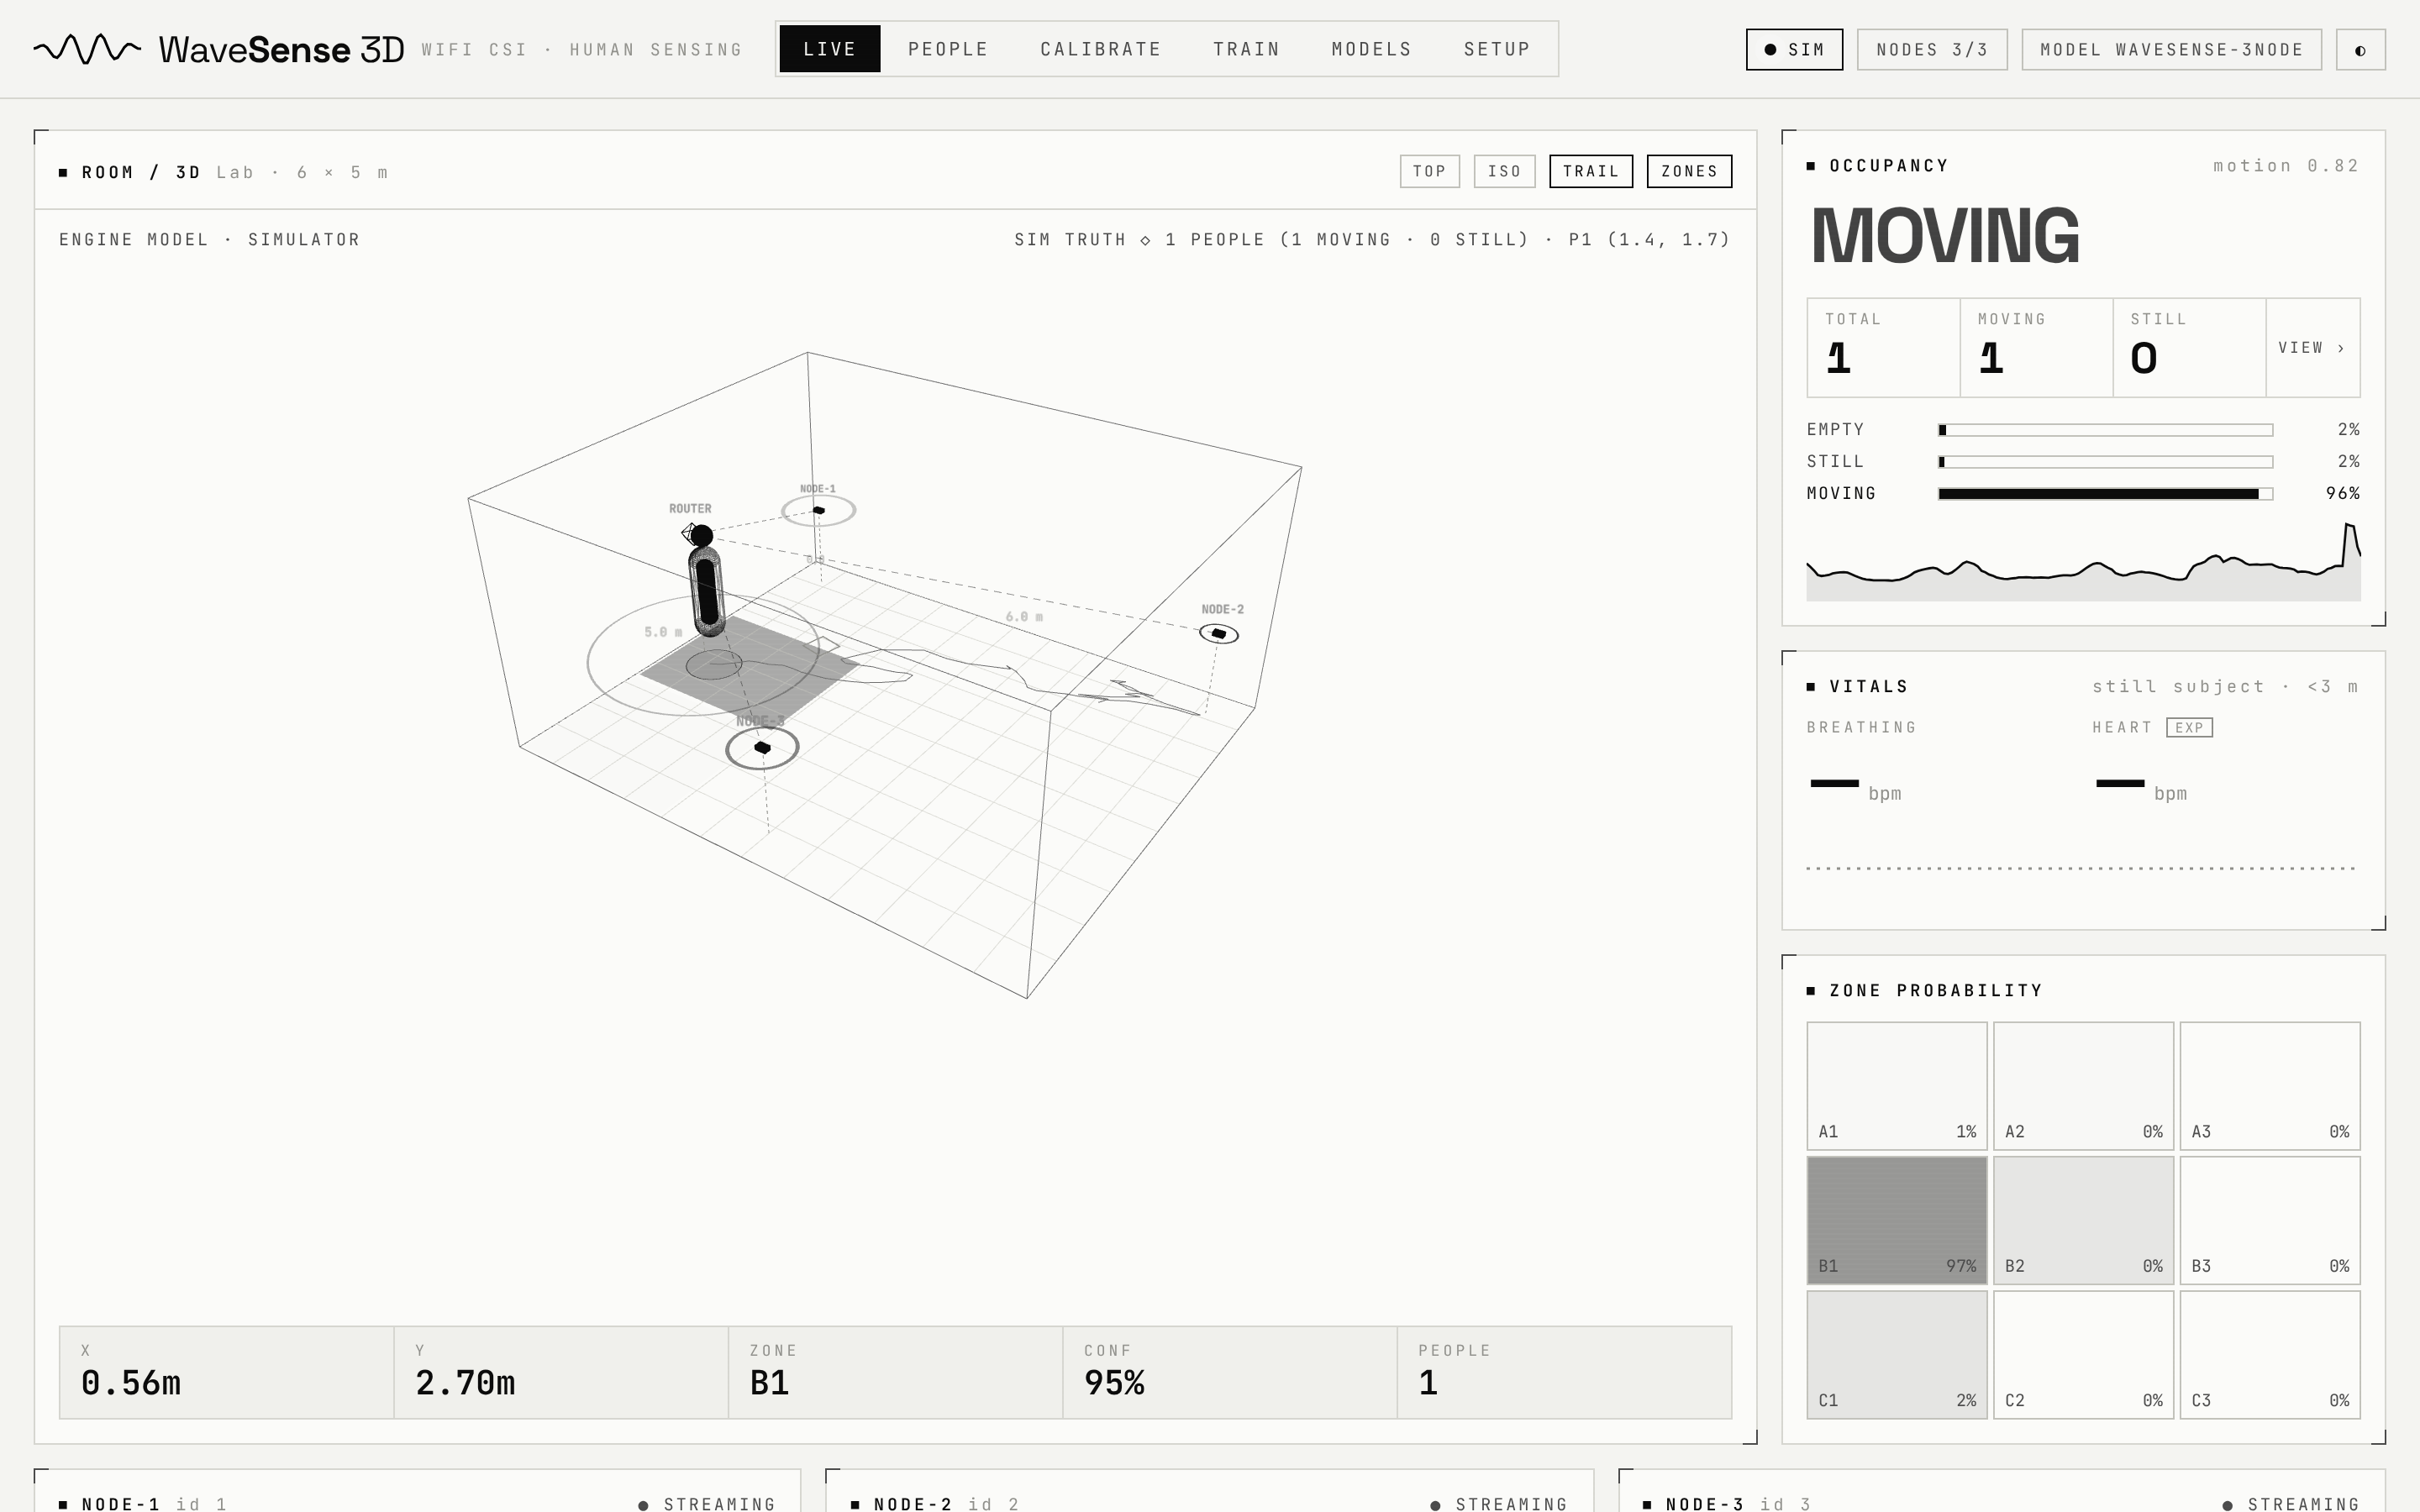 WaveSense 3D WIFI CSI · HUMAN SENSING
LIVE PEOPLE CALIBRATE TRAIN MODELS SETUP
● SIM NODES 3/3 MODEL WAVESENSE-3NODE ◐
■ ROOM / 3D Lab · 6 × 5 m
TOP ISO TRAIL ZONES
ENGINE MODEL · SIMULATOR
SIM TRUTH ◇ 1 PEOPLE (1 MOVING · 0 STILL) · P1 (1.4, 1.7)
NODE-1
ROUTER
NODE-2
6.0 m
5.0 m
NODE-3
X
0.56m
Y
2.70m
ZONE
B1
CONF
95%
PEOPLE
1
■ OCCUPANCY motion 0.82
MOVING
TOTAL
1
MOVING
1
STILL
0
VIEW ›
EMPTY 2%
STILL 2%
MOVING 96%
■ VITALS still subject · <3 m
BREATHING
— bpm
HEART EXP
— bpm
■ ZONE PROBABILITY
A1 1% A2 0% A3 0%
B1 97% B2 0% B3 0%
C1 2% C2 0% C3 0%
■ NODE-1 id 1 ● STREAMING
■ NODE-2 id 2 ● STREAMING
■ NODE-3 id 3 ● STREAMING